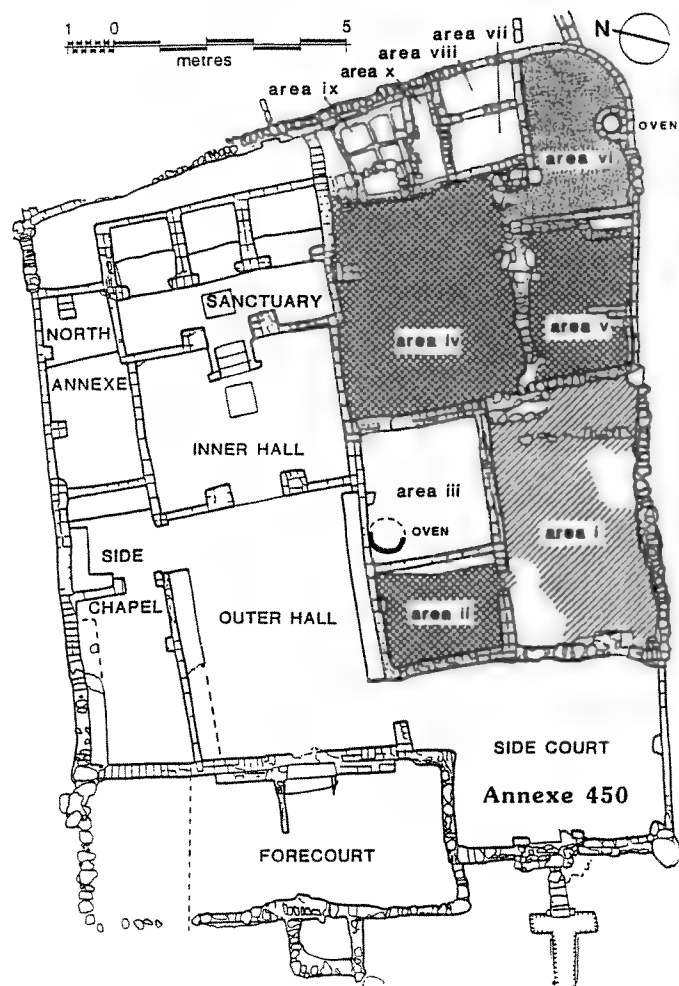 1 0 5
metres
N
area vii
area viii
area x
area ix
OVEN
area vi
SANCTUARY
NORTH
ANNEXE
area iv
area v
INNER HALL
area iii
OVEN
area i
SIDE
CHAPEL
OUTER HALL
area ii
SIDE COURT
Annexe 450
FORECOURT